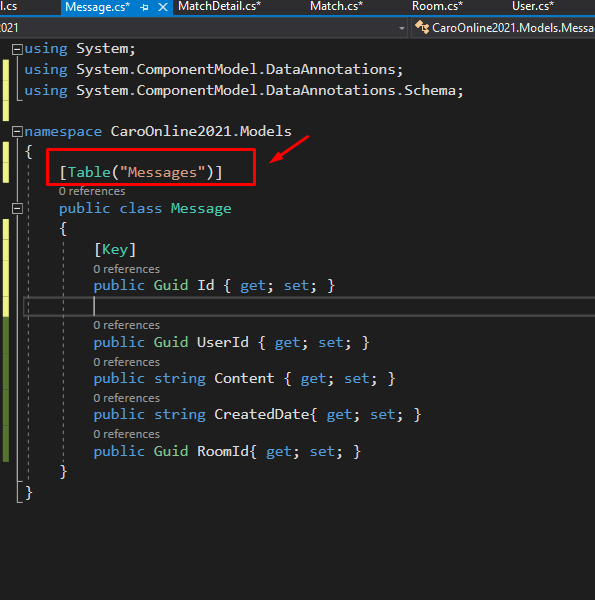 l.cs Message.cs* MatchDetail.cs* Match.cs* Room.cs* User.cs*
2021 CaroOnline2021.Models.Messa
using System;
using System.ComponentModel.DataAnnotations;
using System.ComponentModel.DataAnnotations.Schema;
namespace CaroOnline2021.Models
{
[Table("Messages")]
0 references
public class Message
{
[Key]
0 references
public Guid Id { get; set; }
0 references
public Guid UserId { get; set; }
0 references
public string Content { get; set; }
0 references
public string CreatedDate{ get; set; }
0 references
public Guid RoomId{ get; set; }
}
}